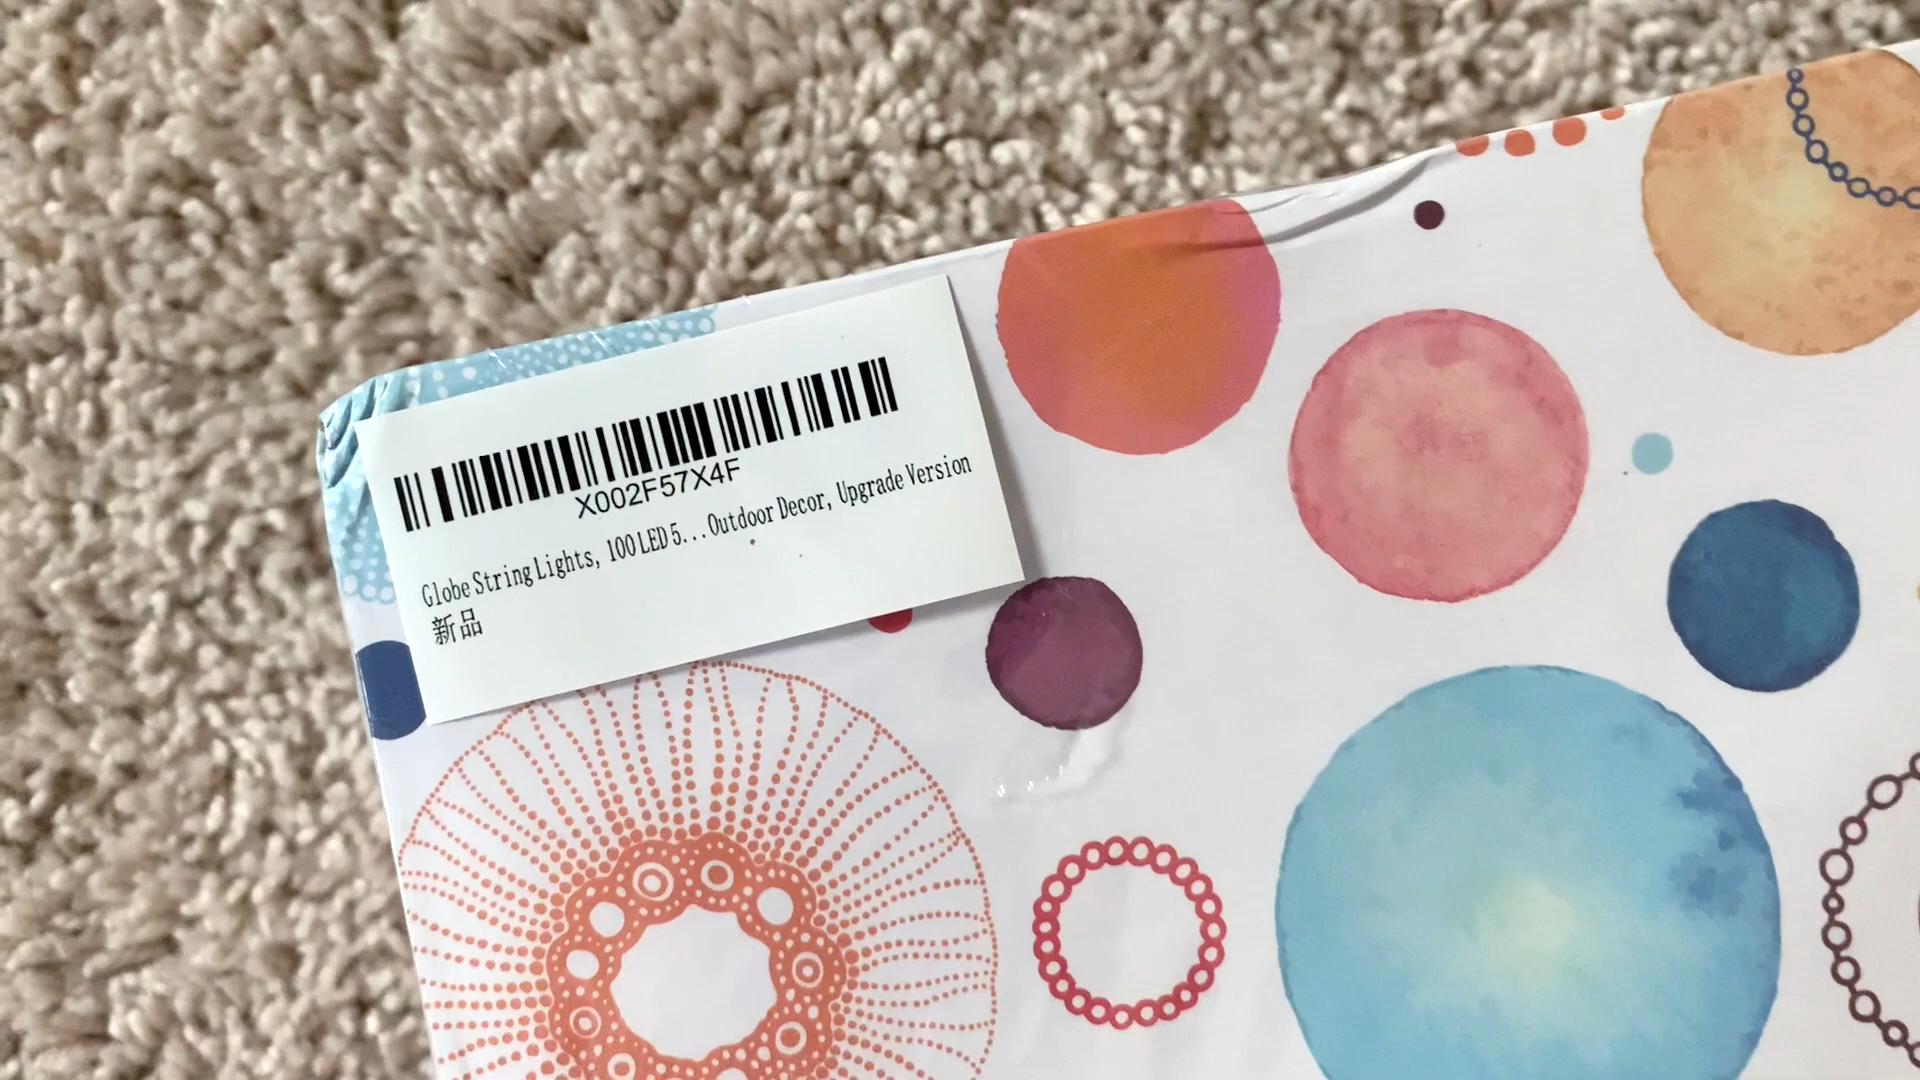 X002F57X4F
Globe String Lights, 100 LED 5...Outdoor Decor, Upgrade Version
新品